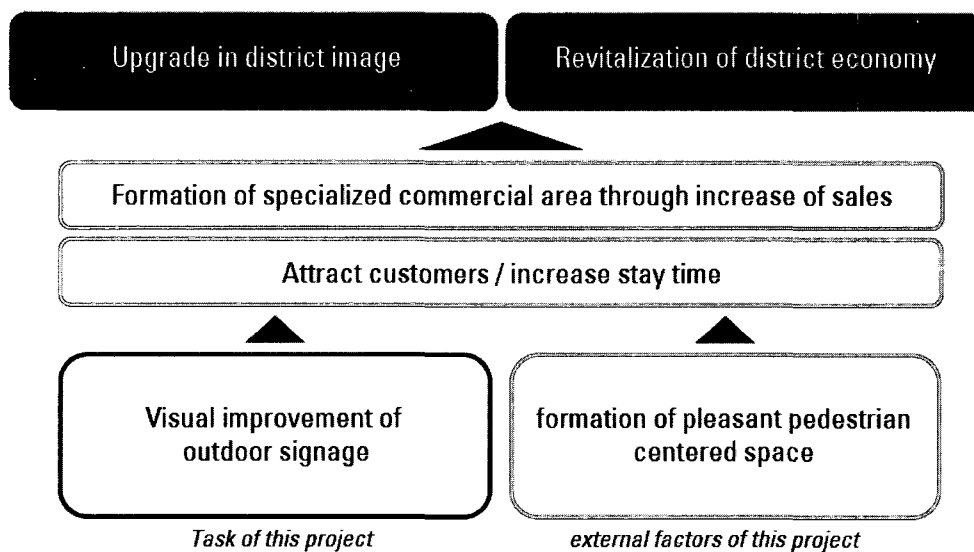 Upgrade in district image
Revitalization of district economy
Formation of specialized commercial area through increase of sales
Attract customers / increase stay time
Visual improvement of
outdoor signage
formation of pleasant pedestrian
centered space
Task of this project
external factors of this project